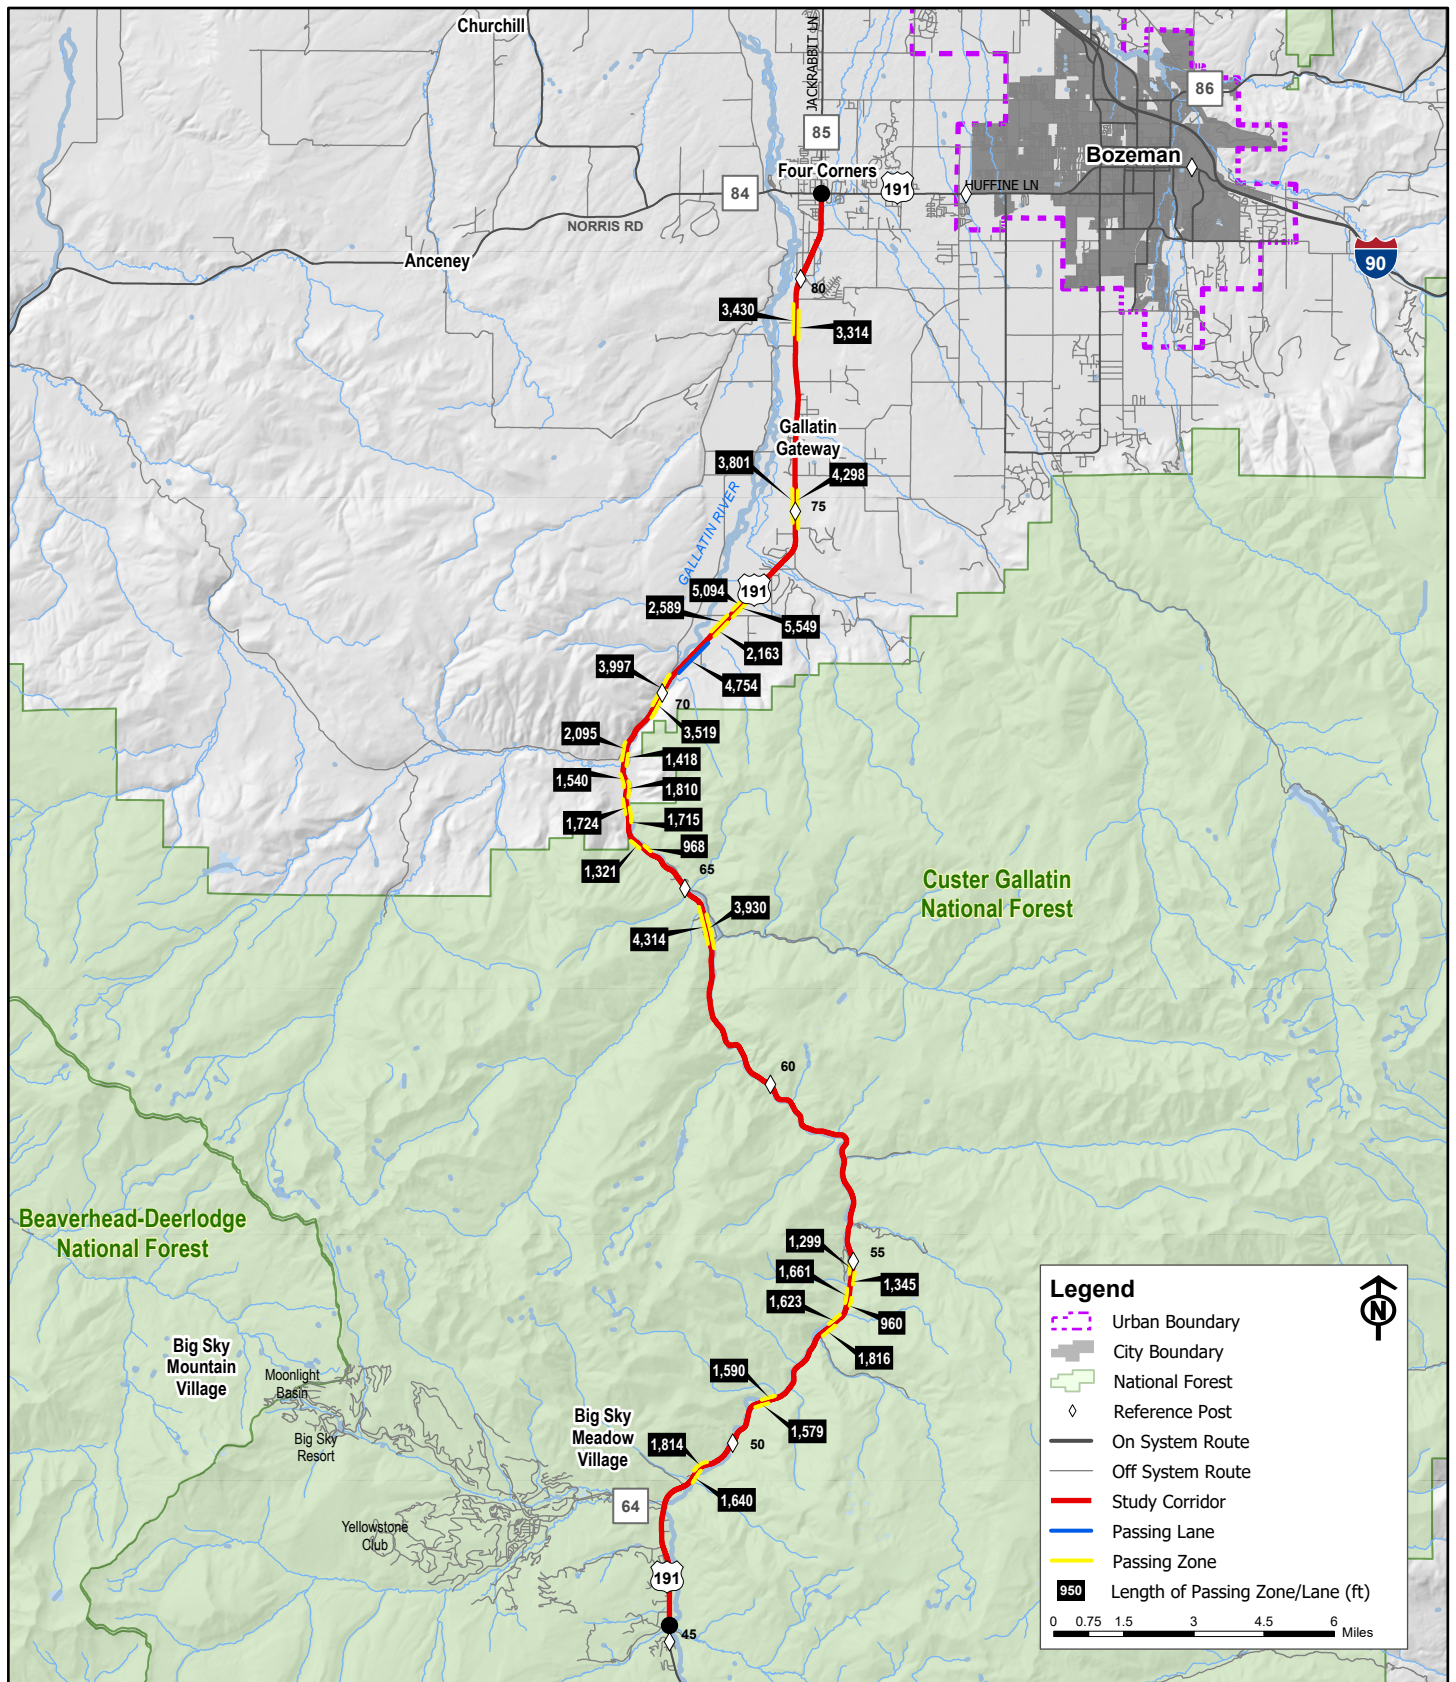 Churchill
JACKRABBIT LN
86
85
Bozeman
Four Corners
84
191
HUFFINE LN
NORRIS RD
Anceney
90
80
3,430
3,314
Gallatin
Gateway
3,801
4,298
75
GALLATIN RIVER
191
5,094
2,589
5,549
2,163
3,997
4,754
70
3,519
2,095
1,418
1,540
1,810
1,724
1,715
968
1,321
65
Custer Gallatin
National Forest
3,930
4,314
60
Beaverhead-Deerlodge
National Forest
1,299
55
1,661
1,345
1,623
960
1,816
Big Sky
Mountain
Village
Moonlight
Basin
1,590
1,579
Big Sky
Meadow
Village
Big Sky
Resort
1,814
50
1,640
64
Yellowstone
Club
191
45
Legend
N
Urban Boundary
City Boundary
National Forest
Reference Post
On System Route
Off System Route
Study Corridor
Passing Lane
Passing Zone
950 Length of Passing Zone/Lane (ft)
0 0.75 1.5 3 4.5 6
Miles